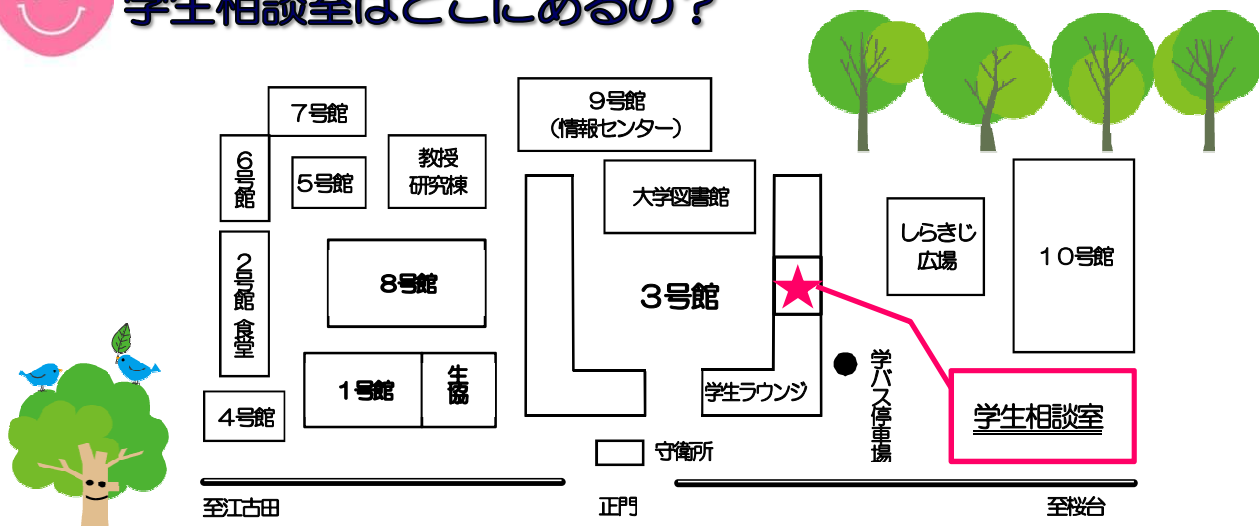 学生相談室はどこにあるの？
7号館
9号館
（情報センター）
6号館
5号館
教授
研究棟
大学図書館
しらきじ
広場
10号館
2号館 食堂
8号館
3号館
1号館
生協
4号館
学生ラウンジ
学バス停車場
学生相談室
守衛所
至江古田
正門
至桜台